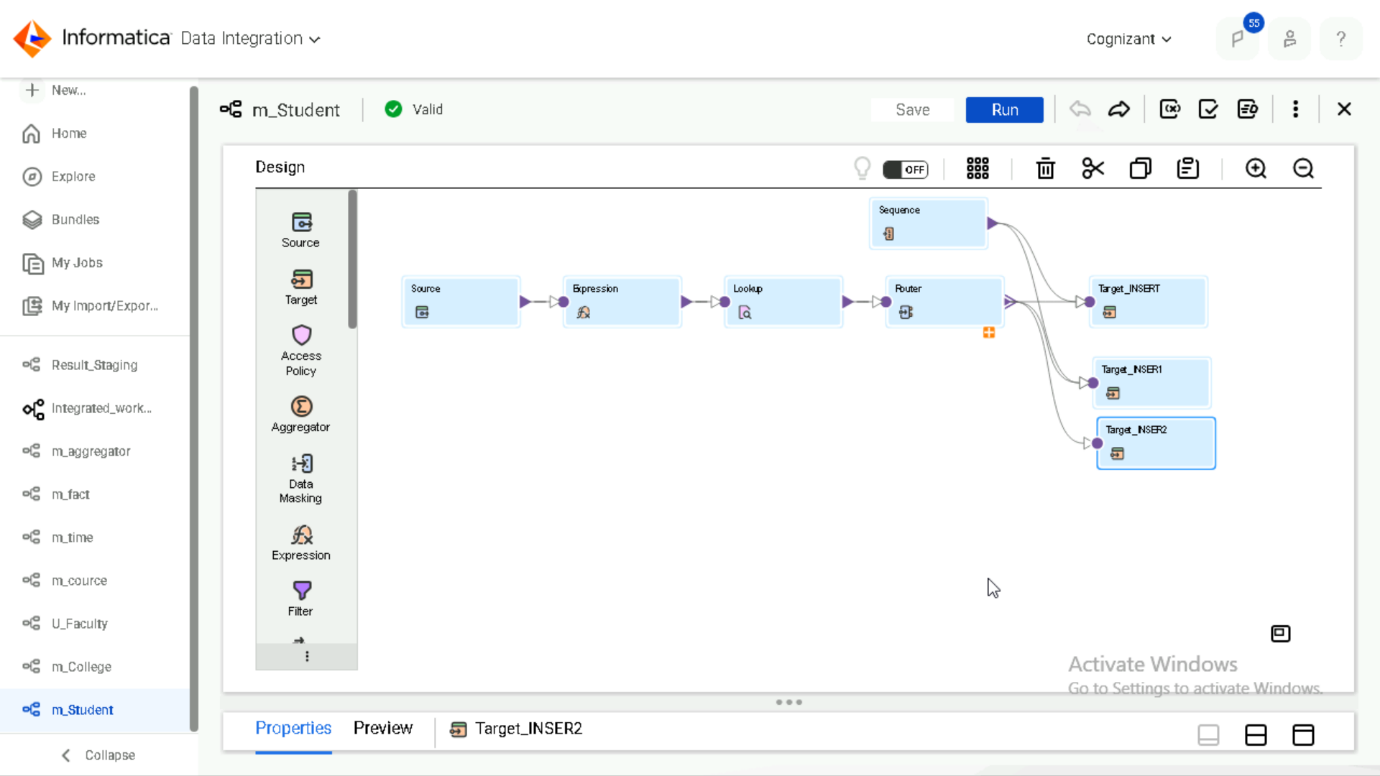 Informatica Data Integration
Cognizant
55
?
New...
Home
Explore
Bundles
My Jobs
My Import/Expor...
Result_Staging
Integrated_work...
m_aggregator
m_fact
m_time
m_cource
U_Faculty
m_College
m_Student
Collapse
m_Student
Valid
Save
Run
Design
OFF
Source
Target
Access
Policy
Aggregator
Data
Masking
Expression
Filter
Sequence
Source
Expression
Lookup
Router
Target_INSERT
Target_INSER1
Target_INSER2
Activate Windows
Go to Settings to activate Windows.
Properties
Preview
Target_INSER2